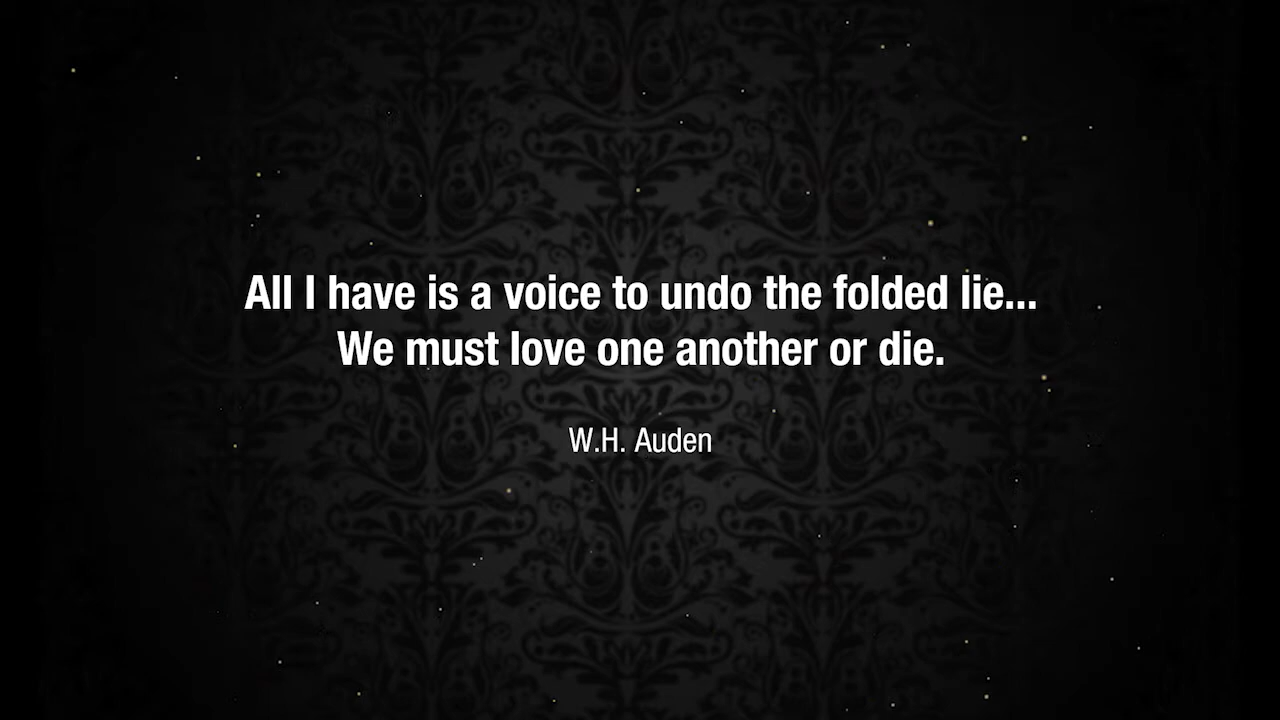 All I have is a voice to undo the folded lie...
We must love one another or die.
W.H. Auden